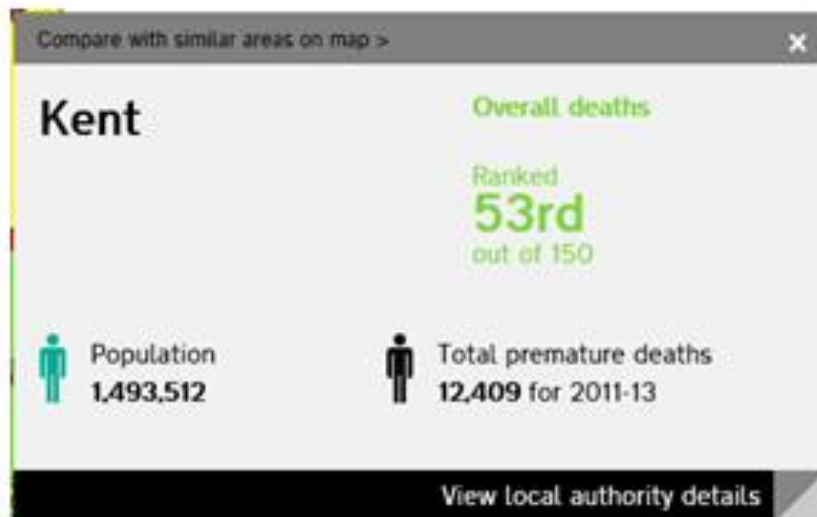 Compare with similar areas on map >
Kent
Overall deaths
Ranked
53rd
out of 150
Population
1,493,512
Total premature deaths
12,409 for 2011-13
View local authority details